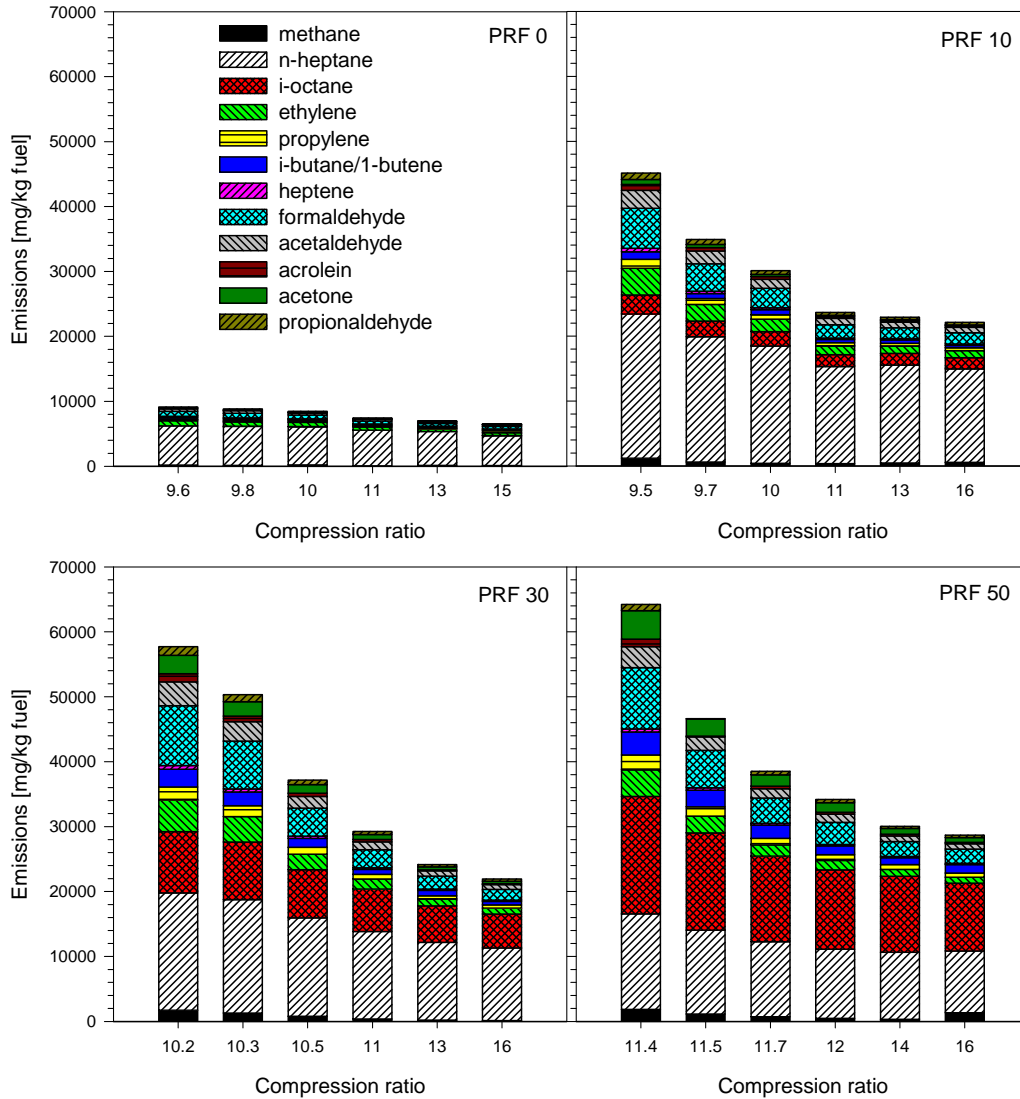 70000
60000
50000
40000
30000
20000
10000
0
Emissions [mg/kg fuel]
methane
n-heptane
i-octane
ethylene
propylene
i-butane/1-butene
heptene
formaldehyde
acetaldehyde
acrolein
acetone
propionaldehyde
PRF 0
9.6 9.8 10 11 13 15
Compression ratio
PRF 10
9.5 9.7 10 11 13 16
Compression ratio
70000
60000
50000
40000
30000
20000
10000
0
Emissions [mg/kg fuel]
PRF 30
10.2 10.3 10.5 11 13 16
Compression ratio
PRF 50
11.4 11.5 11.7 12 14 16
Compression ratio